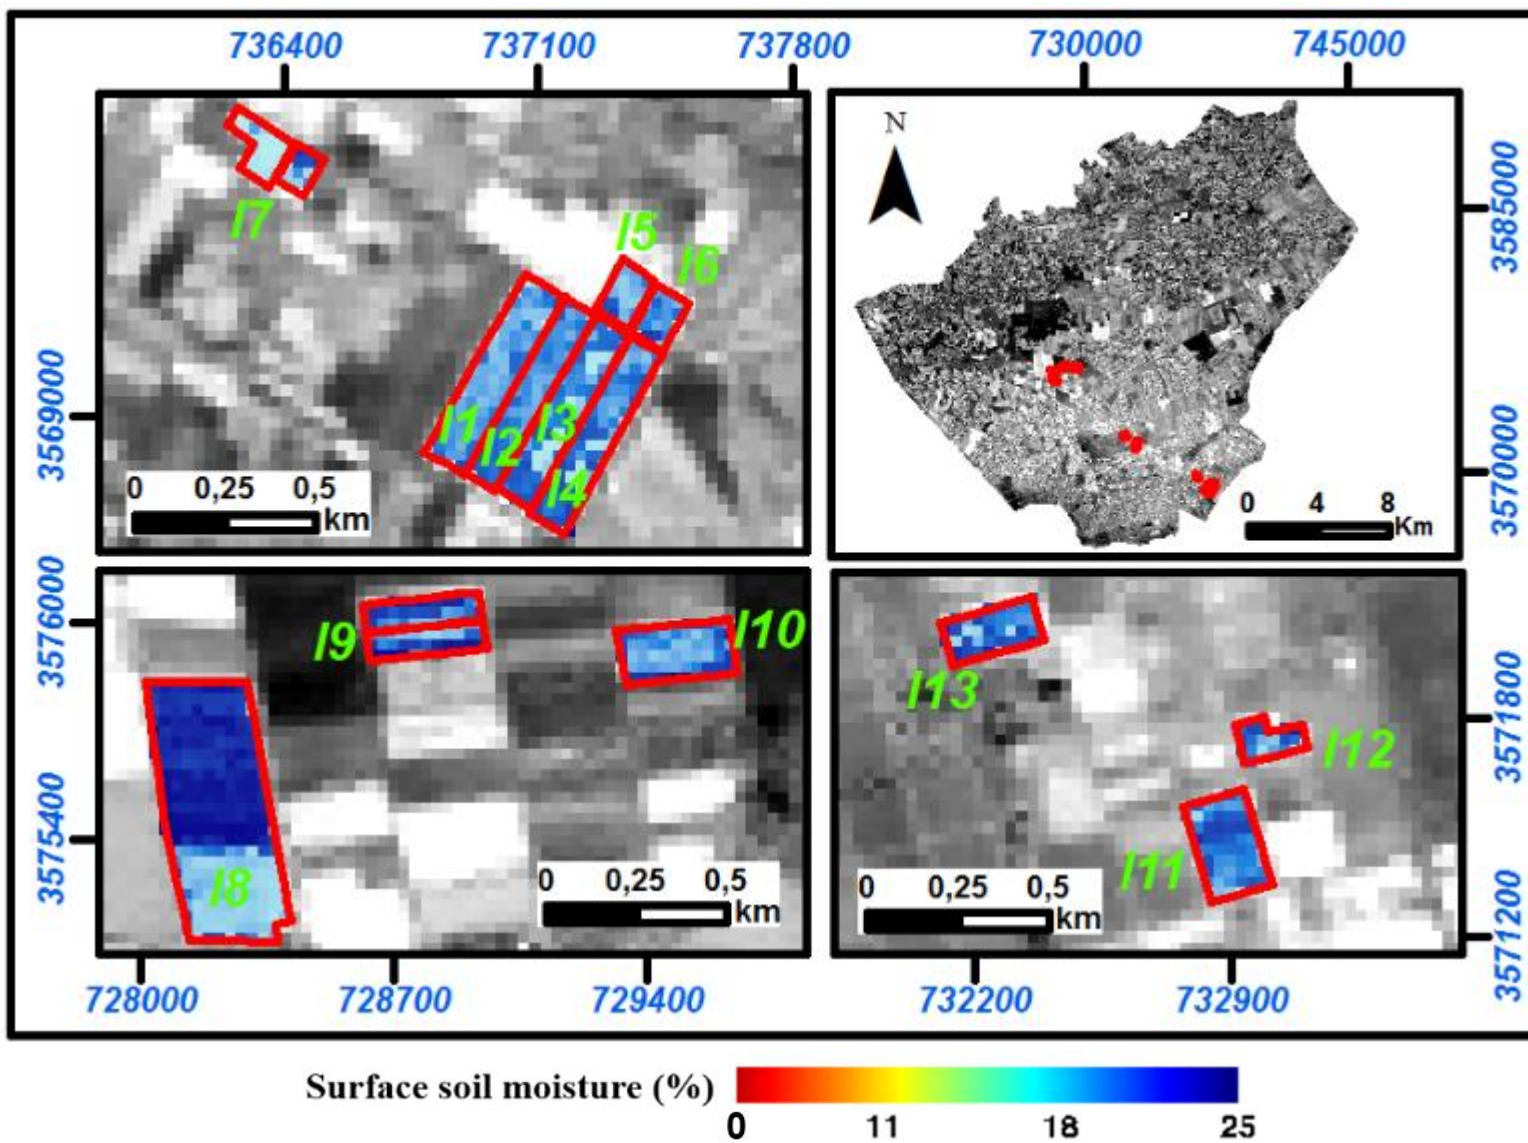 736400 737100 737800 730000 745000
N
I7
I5
I6
I1
I2
I3
I4
3569000
0 0,25 0,5
km
3585000
3570000
0 4 8
Km
3576000
3575400
I9
I10
I8
0 0,25 0,5
km
I13
I12
I11
0 0,25 0,5
km
3571800
3571200
728000 728700 729400 732200 732900
Surface soil moisture (%)
0 11 18 25